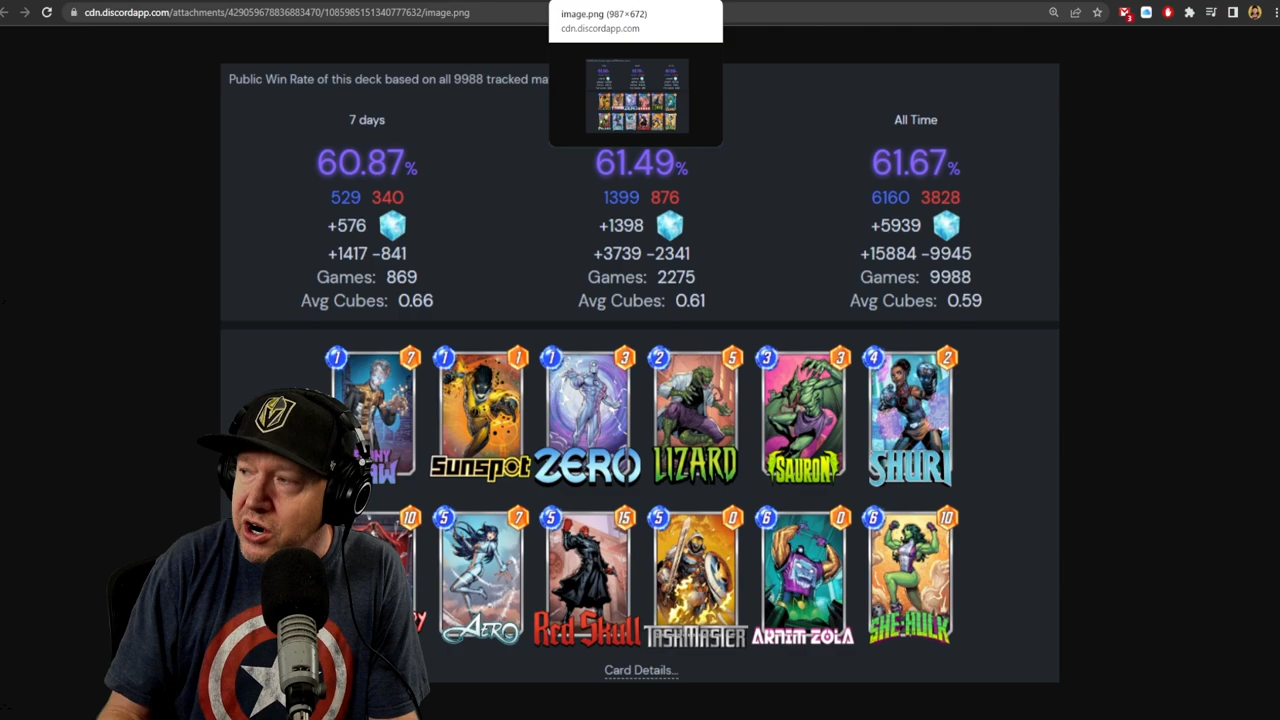 cdn.discordapp.com/attachments/429059678836883470/1085985151340777632/image.png
image.png (987×672)
cdn.discordapp.com
3
Public Win Rate of this deck based on all 9988 tracked ma
7 days
All Time
60.87%
61.49%
61.67%
529 340
1399 876
6160 3828
+576
+1398
+5939
+1417 -841
+3739 -2341
+15884 -9945
Games: 869
Games: 2275
Games: 9988
Avg Cubes: 0.66
Avg Cubes: 0.61
Avg Cubes: 0.59
1 7 1 1 1 3 2 5 3 3 4 2
AW SUNSPOT ZERO LIZARD SAURON SHURI
10 5 7 5 15 5 0 6 0 6 10
Y AERO Red Skull TASKMASTER ARNIM ZOLA SHE-HULK
Card Details...